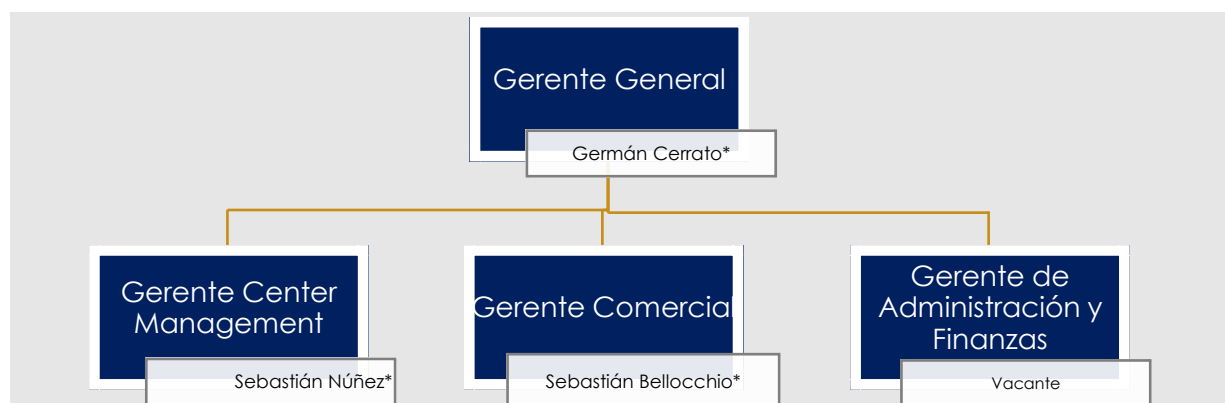 Gerente General
Germán Cerrato*
Gerente Center
Management
Sebastián Núñez*
Gerente Comercial
Sebastián Bellocchio*
Gerente de
Administración y
Finanzas
Vacante